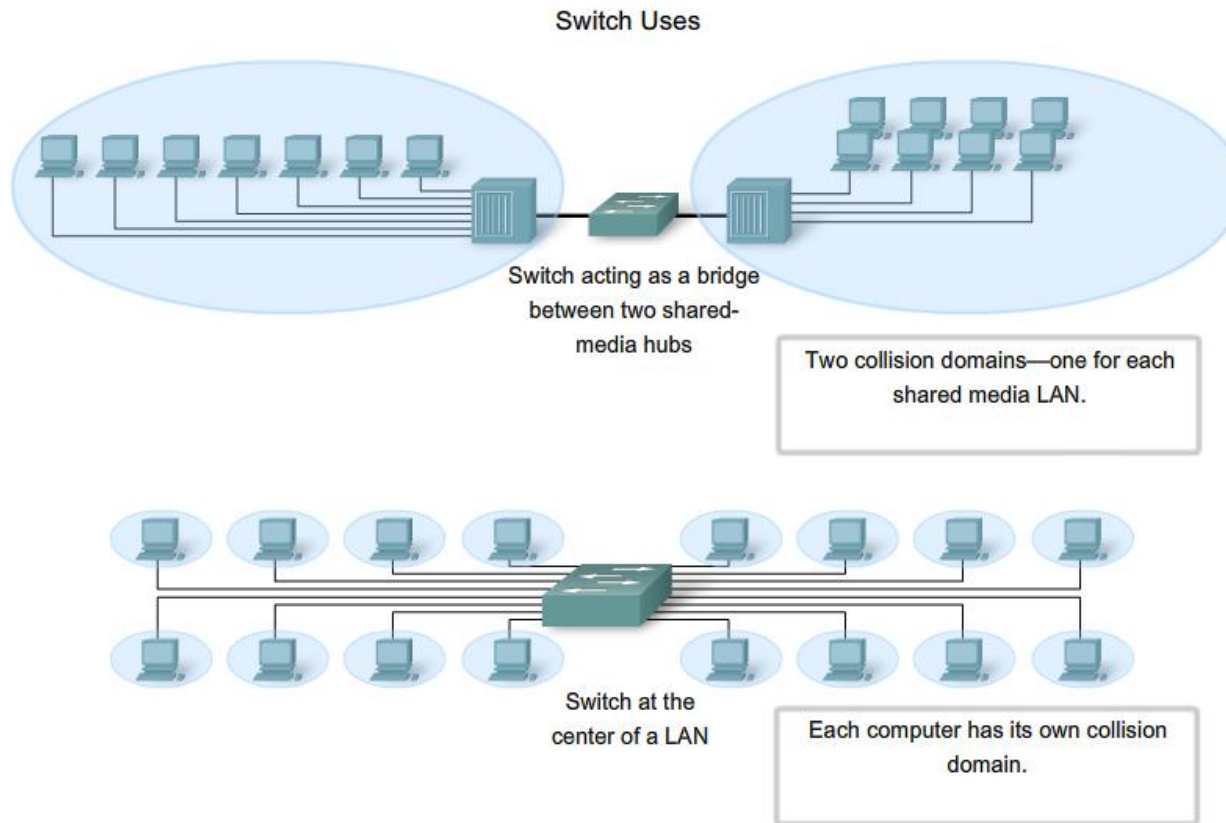 Switch Uses
Switch acting as a bridge
between two shared-
media hubs
Two collision domains—one for each
shared media LAN.
Switch at the
center of a LAN
Each computer has its own collision
domain.